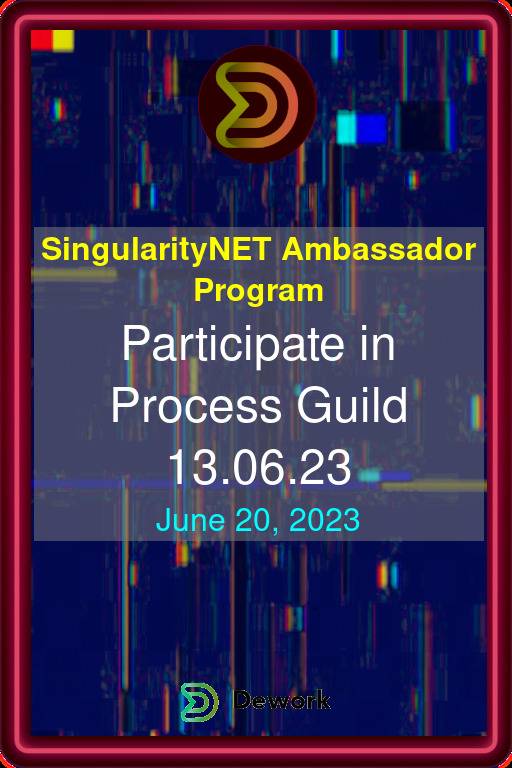 SingularityNET Ambassador
Program
Participate in
Process Guild
13.06.23
June 20, 2023
Dework